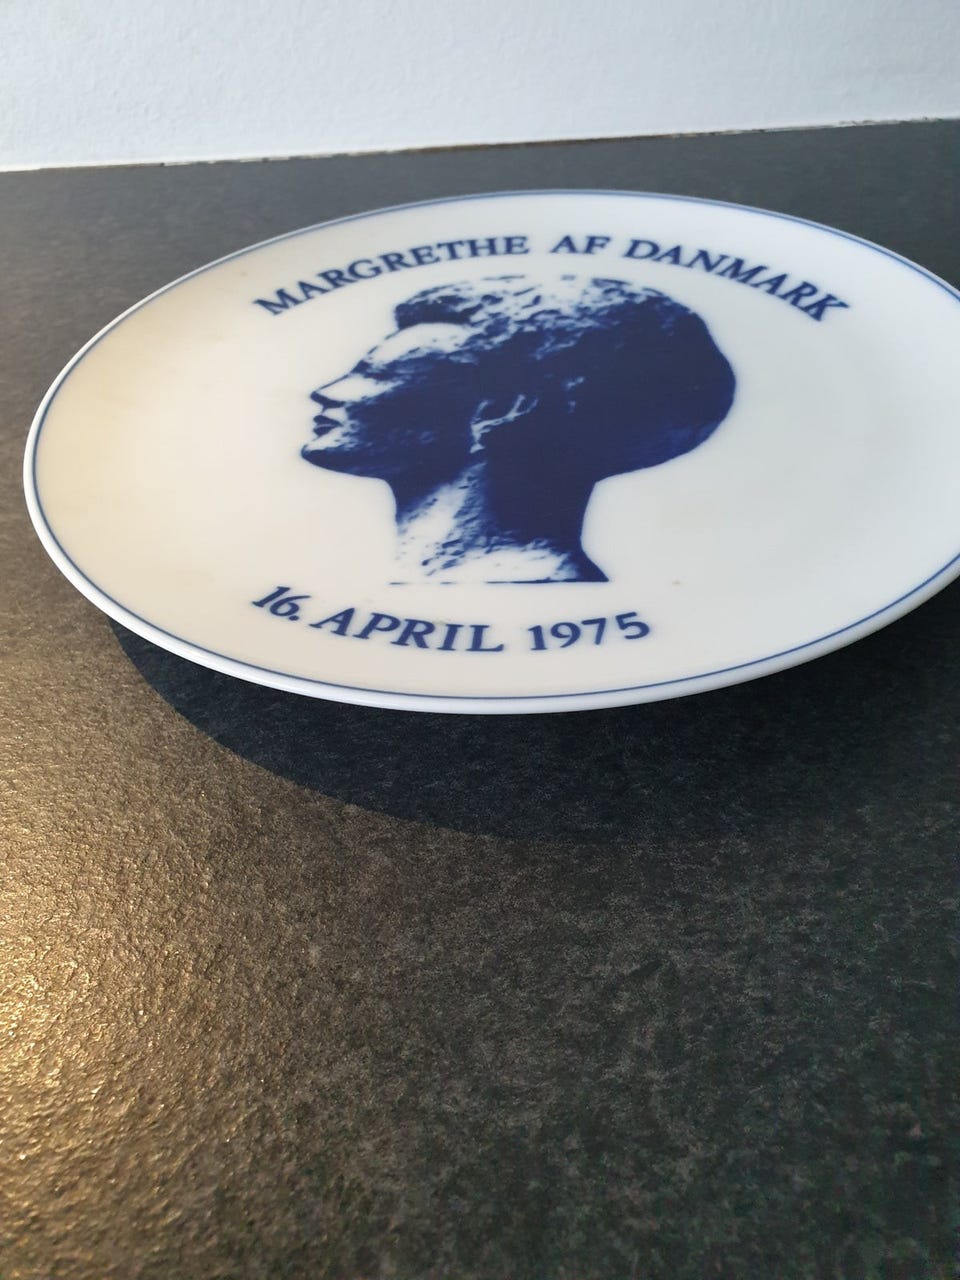 MARGRETHE AF DANMARK
16. APRIL 1975